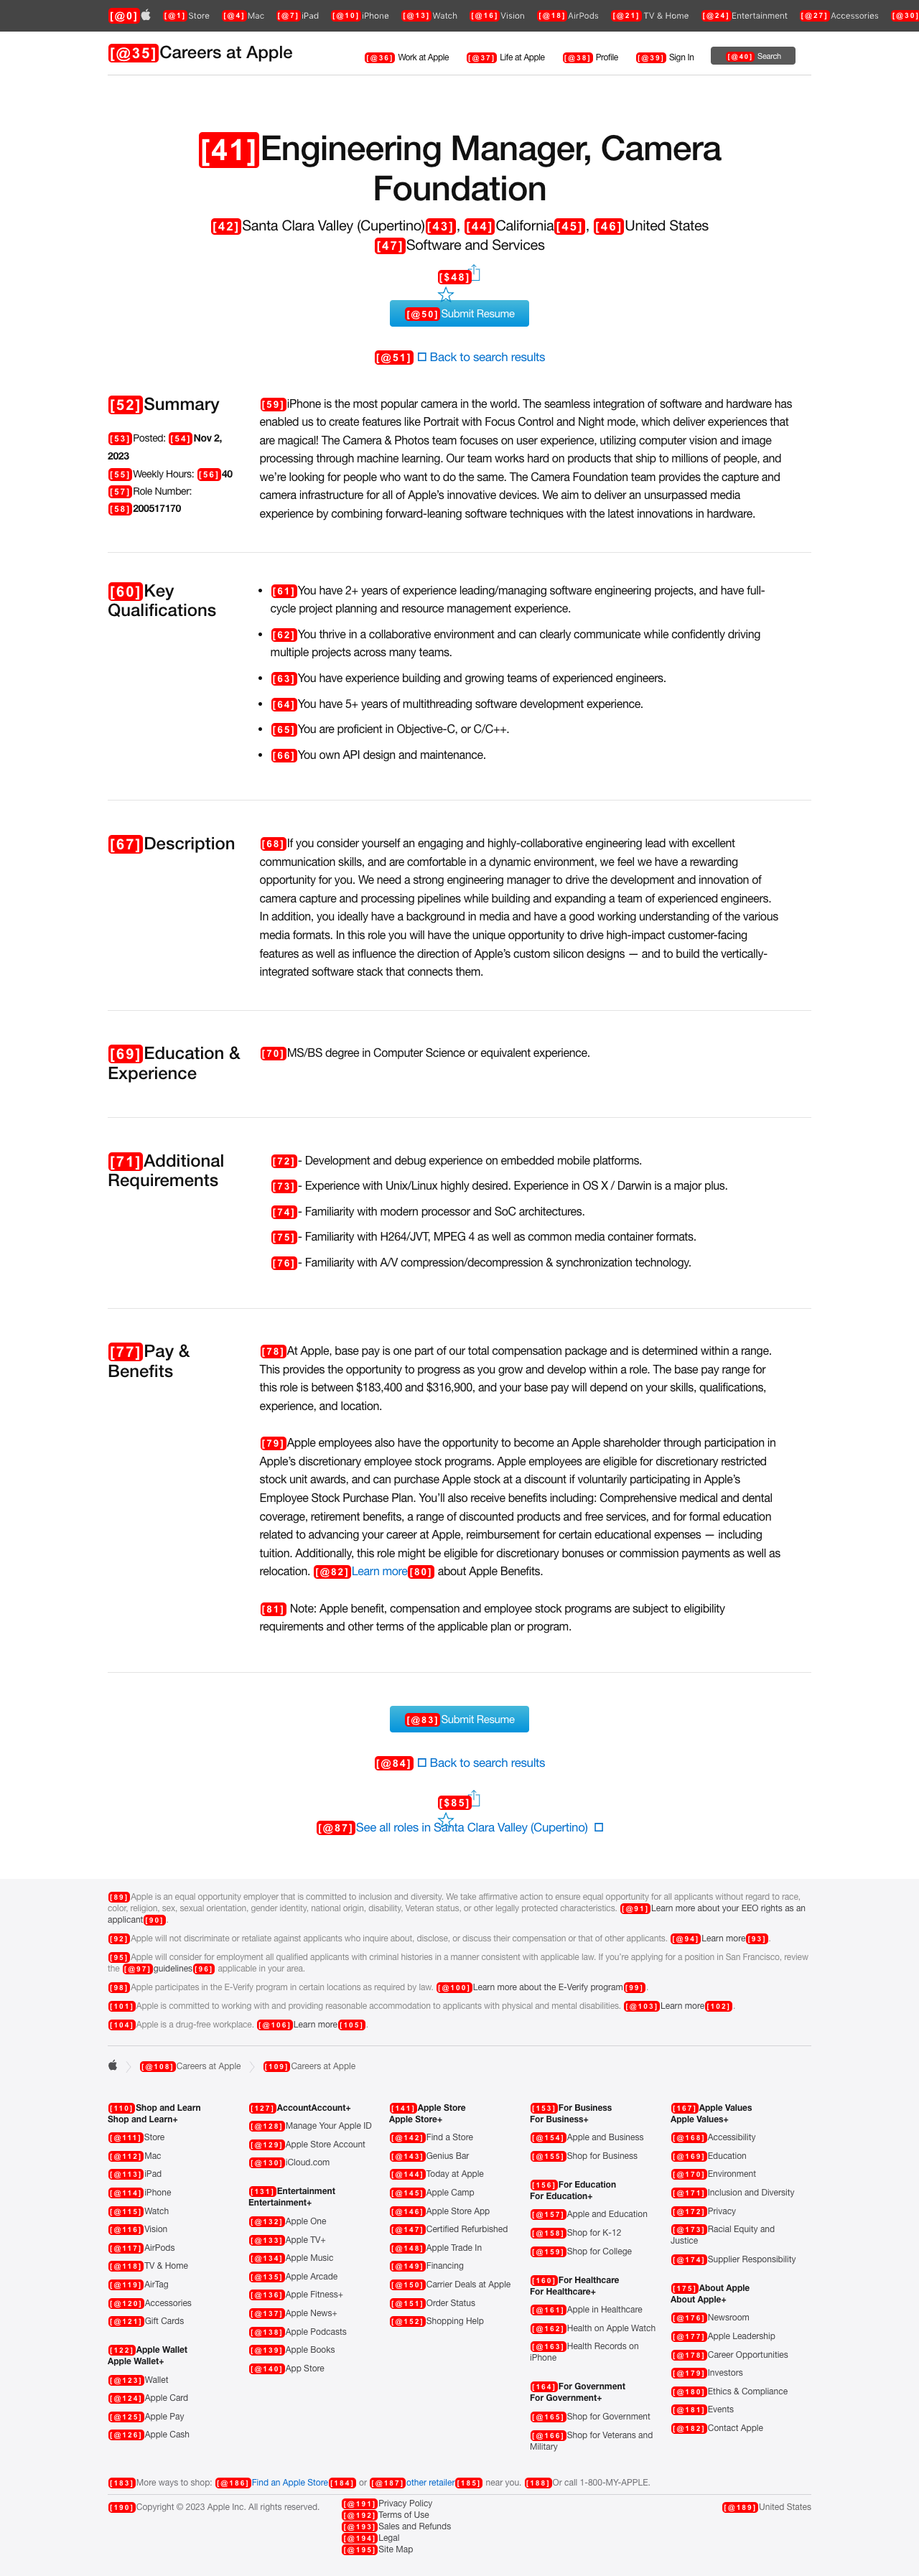 [@0] [@1] Store [@4] Mac [@7] iPad [@10] iPhone [@13] Watch [@16] Vision [@18] AirPods [@21] TV & Home [@24] Entertainment [@27] Accessories [@30]
[@35]Careers at Apple [@36] Work at Apple [@37] Life at Apple [@38] Profile [@39] Sign In [@40] Search
[41]Engineering Manager, Camera
Foundation
[42]Santa Clara Valley (Cupertino)[43], [44]California[45], [46]United States
[47]Software and Services
[$48]
[@50]Submit Resume
[@51] Back to search results
[52]Summary
[53]Posted: [54]Nov 2,
2023
[55]Weekly Hours: [56]40
[57]Role Number:
[58]200517170
[59]iPhone is the most popular camera in the world. The seamless integration of software and hardware has
enabled us to create features like Portrait with Focus Control and Night mode, which deliver experiences that
are magical! The Camera & Photos team focuses on user experience, utilizing computer vision and image
processing through machine learning. Our team works hard on products that ship to millions of people, and
we’re looking for people who want to do the same. The Camera Foundation team provides the capture and
camera infrastructure for all of Apple’s innovative devices. We aim to deliver an unsurpassed media
experience by combining forward-leaning software techniques with the latest innovations in hardware.
[60]Key
Qualifications
• [61]You have 2+ years of experience leading/managing software engineering projects, and have full-
cycle project planning and resource management experience.
• [62]You thrive in a collaborative environment and can clearly communicate while confidently driving
multiple projects across many teams.
• [63]You have experience building and growing teams of experienced engineers.
• [64]You have 5+ years of multithreading software development experience.
• [65]You are proficient in Objective-C, or C/C++.
• [66]You own API design and maintenance.
[67]Description
[68]If you consider yourself an engaging and highly-collaborative engineering lead with excellent
communication skills, and are comfortable in a dynamic environment, we feel we have a rewarding
opportunity for you. We need a strong engineering manager to drive the development and innovation of
camera capture and processing pipelines while building and expanding a team of experienced engineers.
In addition, you ideally have a background in media and have a good working understanding of the various
media formats. In this role you will have the unique opportunity to drive high-impact customer-facing
features as well as influence the direction of Apple’s custom silicon designs — and to build the vertically-
integrated software stack that connects them.
[69]Education &
Experience
[70]MS/BS degree in Computer Science or equivalent experience.
[71]Additional
Requirements
[72]- Development and debug experience on embedded mobile platforms.
[73]- Experience with Unix/Linux highly desired. Experience in OS X / Darwin is a major plus.
[74]- Familiarity with modern processor and SoC architectures.
[75]- Familiarity with H264/JVT, MPEG 4 as well as common media container formats.
[76]- Familiarity with A/V compression/decompression & synchronization technology.
[77]Pay &
Benefits
[78]At Apple, base pay is one part of our total compensation package and is determined within a range.
This provides the opportunity to progress as you grow and develop within a role. The base pay range for
this role is between $183,400 and $316,900, and your base pay will depend on your skills, qualifications,
experience, and location.
[79]Apple employees also have the opportunity to become an Apple shareholder through participation in
Apple’s discretionary employee stock programs. Apple employees are eligible for discretionary restricted
stock unit awards, and can purchase Apple stock at a discount if voluntarily participating in Apple’s
Employee Stock Purchase Plan. You’ll also receive benefits including: Comprehensive medical and dental
coverage, retirement benefits, a range of discounted products and free services, and for formal education
related to advancing your career at Apple, reimbursement for certain educational expenses — including
tuition. Additionally, this role might be eligible for discretionary bonuses or commission payments as well as
relocation. [@82]Learn more[80] about Apple Benefits.
[81] Note: Apple benefit, compensation and employee stock programs are subject to eligibility
requirements and other terms of the applicable plan or program.
[@83]Submit Resume
[@84] Back to search results
[$85]
[@87]See all roles in Santa Clara Valley (Cupertino)
[89]Apple is an equal opportunity employer that is committed to inclusion and diversity. We take affirmative action to ensure equal opportunity for all applicants without regard to race,
color, religion, sex, sexual orientation, gender identity, national origin, disability, Veteran status, or other legally protected characteristics. [@91]Learn more about your EEO rights as an
applicant[90].
[92]Apple will not discriminate or retaliate against applicants who inquire about, disclose, or discuss their compensation or that of other applicants. [@94]Learn more[93].
[95]Apple will consider for employment all qualified applicants with criminal histories in a manner consistent with applicable law. If you’re applying for a position in San Francisco, review
the [@97]guidelines[96] applicable in your area.
[98]Apple participates in the E-Verify program in certain locations as required by law. [@100]Learn more about the E-Verify program[99].
[101]Apple is committed to working with and providing reasonable accommodation to applicants with physical and mental disabilities. [@103]Learn more[102].
[104]Apple is a drug-free workplace. [@106]Learn more[105].
[@108]Careers at Apple [109]Careers at Apple
[110]Shop and Learn
Shop and Learn+
[@111]Store
[@112]Mac
[@113]iPad
[@114]iPhone
[@115]Watch
[@116]Vision
[@117]AirPods
[@118]TV & Home
[@119]AirTag
[@120]Accessories
[@121]Gift Cards
[122]Apple Wallet
Apple Wallet+
[@123]Wallet
[@124]Apple Card
[@125]Apple Pay
[@126]Apple Cash
[127]AccountAccount+
[@128]Manage Your Apple ID
[@129]Apple Store Account
[@130]iCloud.com
[131]Entertainment
Entertainment+
[@132]Apple One
[@133]Apple TV+
[@134]Apple Music
[@135]Apple Arcade
[@136]Apple Fitness+
[@137]Apple News+
[@138]Apple Podcasts
[@139]Apple Books
[@140]App Store
[141]Apple Store
Apple Store+
[@142]Find a Store
[@143]Genius Bar
[@144]Today at Apple
[@145]Apple Camp
[@146]Apple Store App
[@147]Certified Refurbished
[@148]Apple Trade In
[@149]Financing
[@150]Carrier Deals at Apple
[@151]Order Status
[@152]Shopping Help
[153]For Business
For Business+
[@154]Apple and Business
[@155]Shop for Business
[156]For Education
For Education+
[@157]Apple and Education
[@158]Shop for K-12
[@159]Shop for College
[160]For Healthcare
For Healthcare+
[@161]Apple in Healthcare
[@162]Health on Apple Watch
[@163]Health Records on
iPhone
[164]For Government
For Government+
[@165]Shop for Government
[@166]Shop for Veterans and
Military
[167]Apple Values
Apple Values+
[@168]Accessibility
[@169]Education
[@170]Environment
[@171]Inclusion and Diversity
[@172]Privacy
[@173]Racial Equity and
Justice
[@174]Supplier Responsibility
[175]About Apple
About Apple+
[@176]Newsroom
[@177]Apple Leadership
[@178]Career Opportunities
[@179]Investors
[@180]Ethics & Compliance
[@181]Events
[@182]Contact Apple
[183]More ways to shop: [@186]Find an Apple Store[184] or [@187]other retailer[185] near you. [188]Or call 1-800-MY-APPLE.
[190]Copyright © 2023 Apple Inc. All rights reserved.
[@191]Privacy Policy
[@192]Terms of Use
[@193]Sales and Refunds
[@194]Legal
[@195]Site Map
[@189]United States